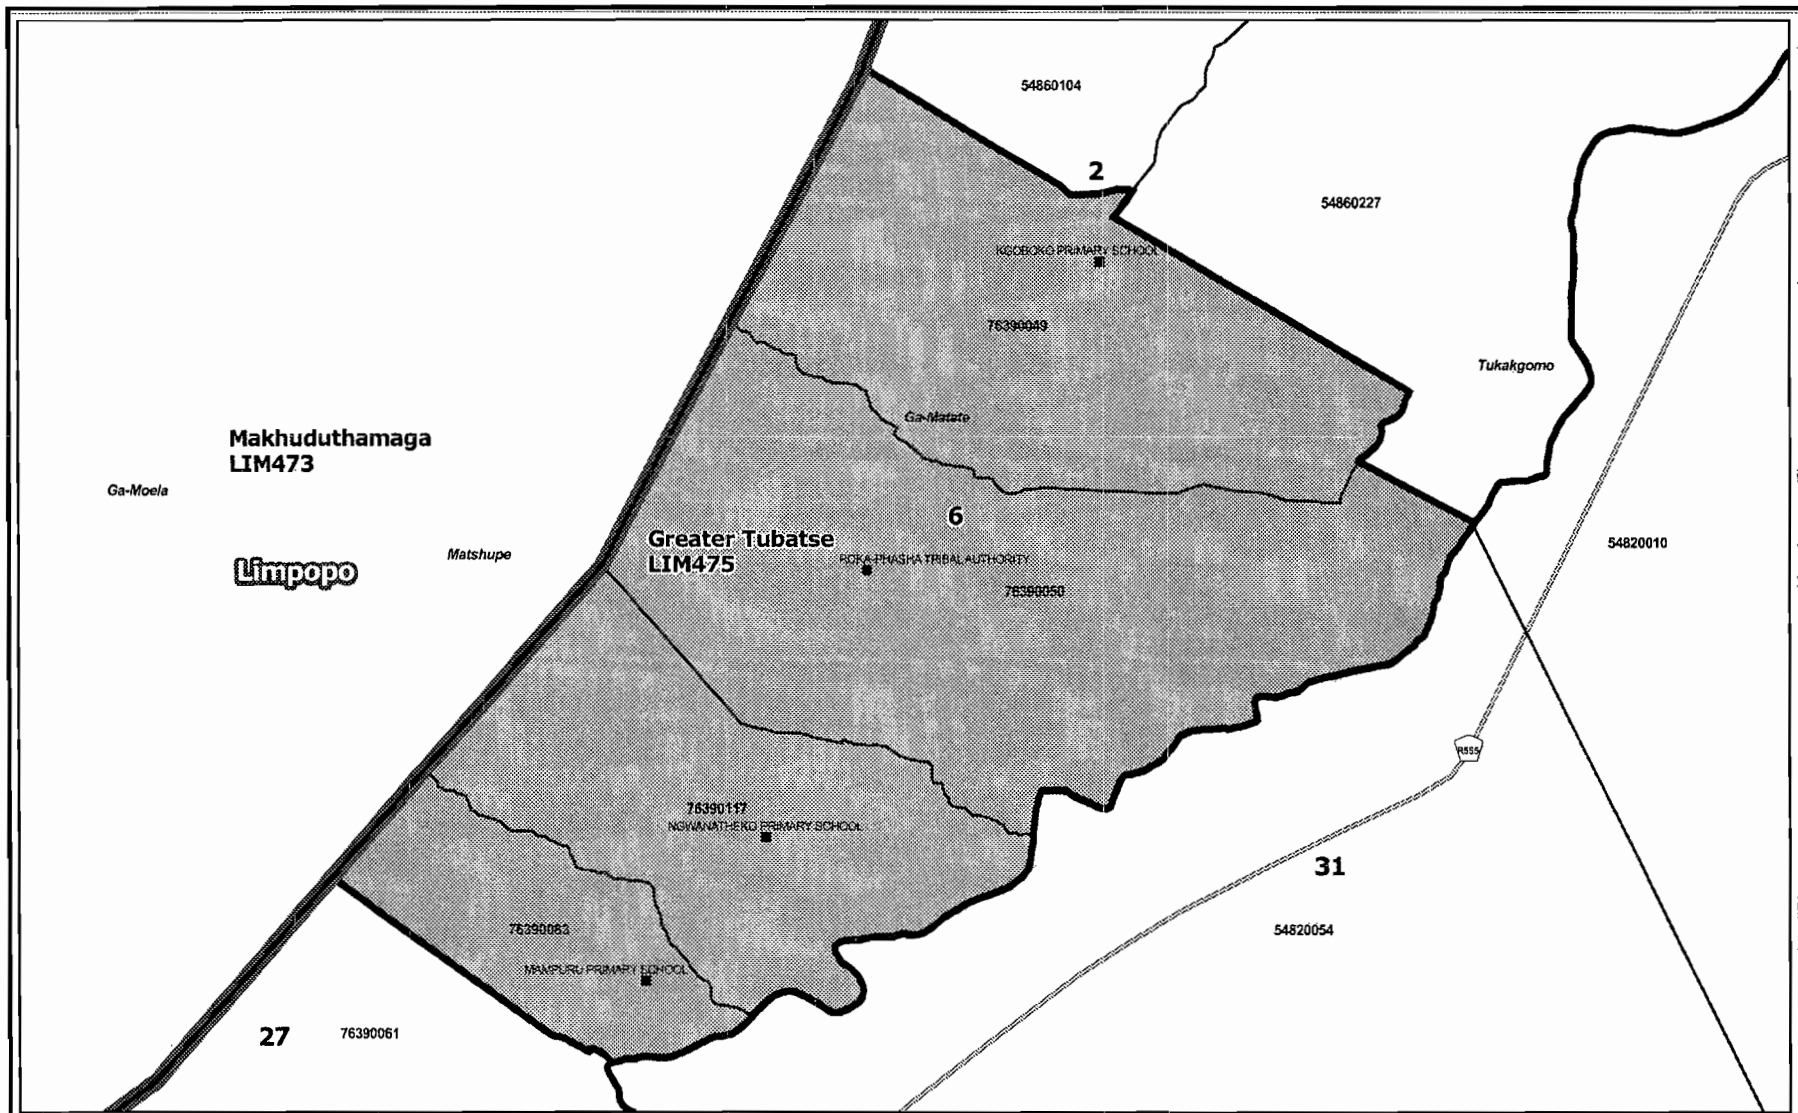 54860104
2
54860227
KGOBOKO PRIMARY SCHOOL
76390049
Tukakgomo
Ga-Matate
Makhuduthamaga
LIM473
Ga-Moela
6
Greater Tubatse
LIM475
Matshupe
ROKA-PHASHA TRIBAL AUTHORITY
54820010
Limpopo
76390050
R555
76390117
NGWANATHEKO PRIMARY SCHOOL
31
76390083
54820054
MAMPURU PRIMARY SCHOOL
27
76390061